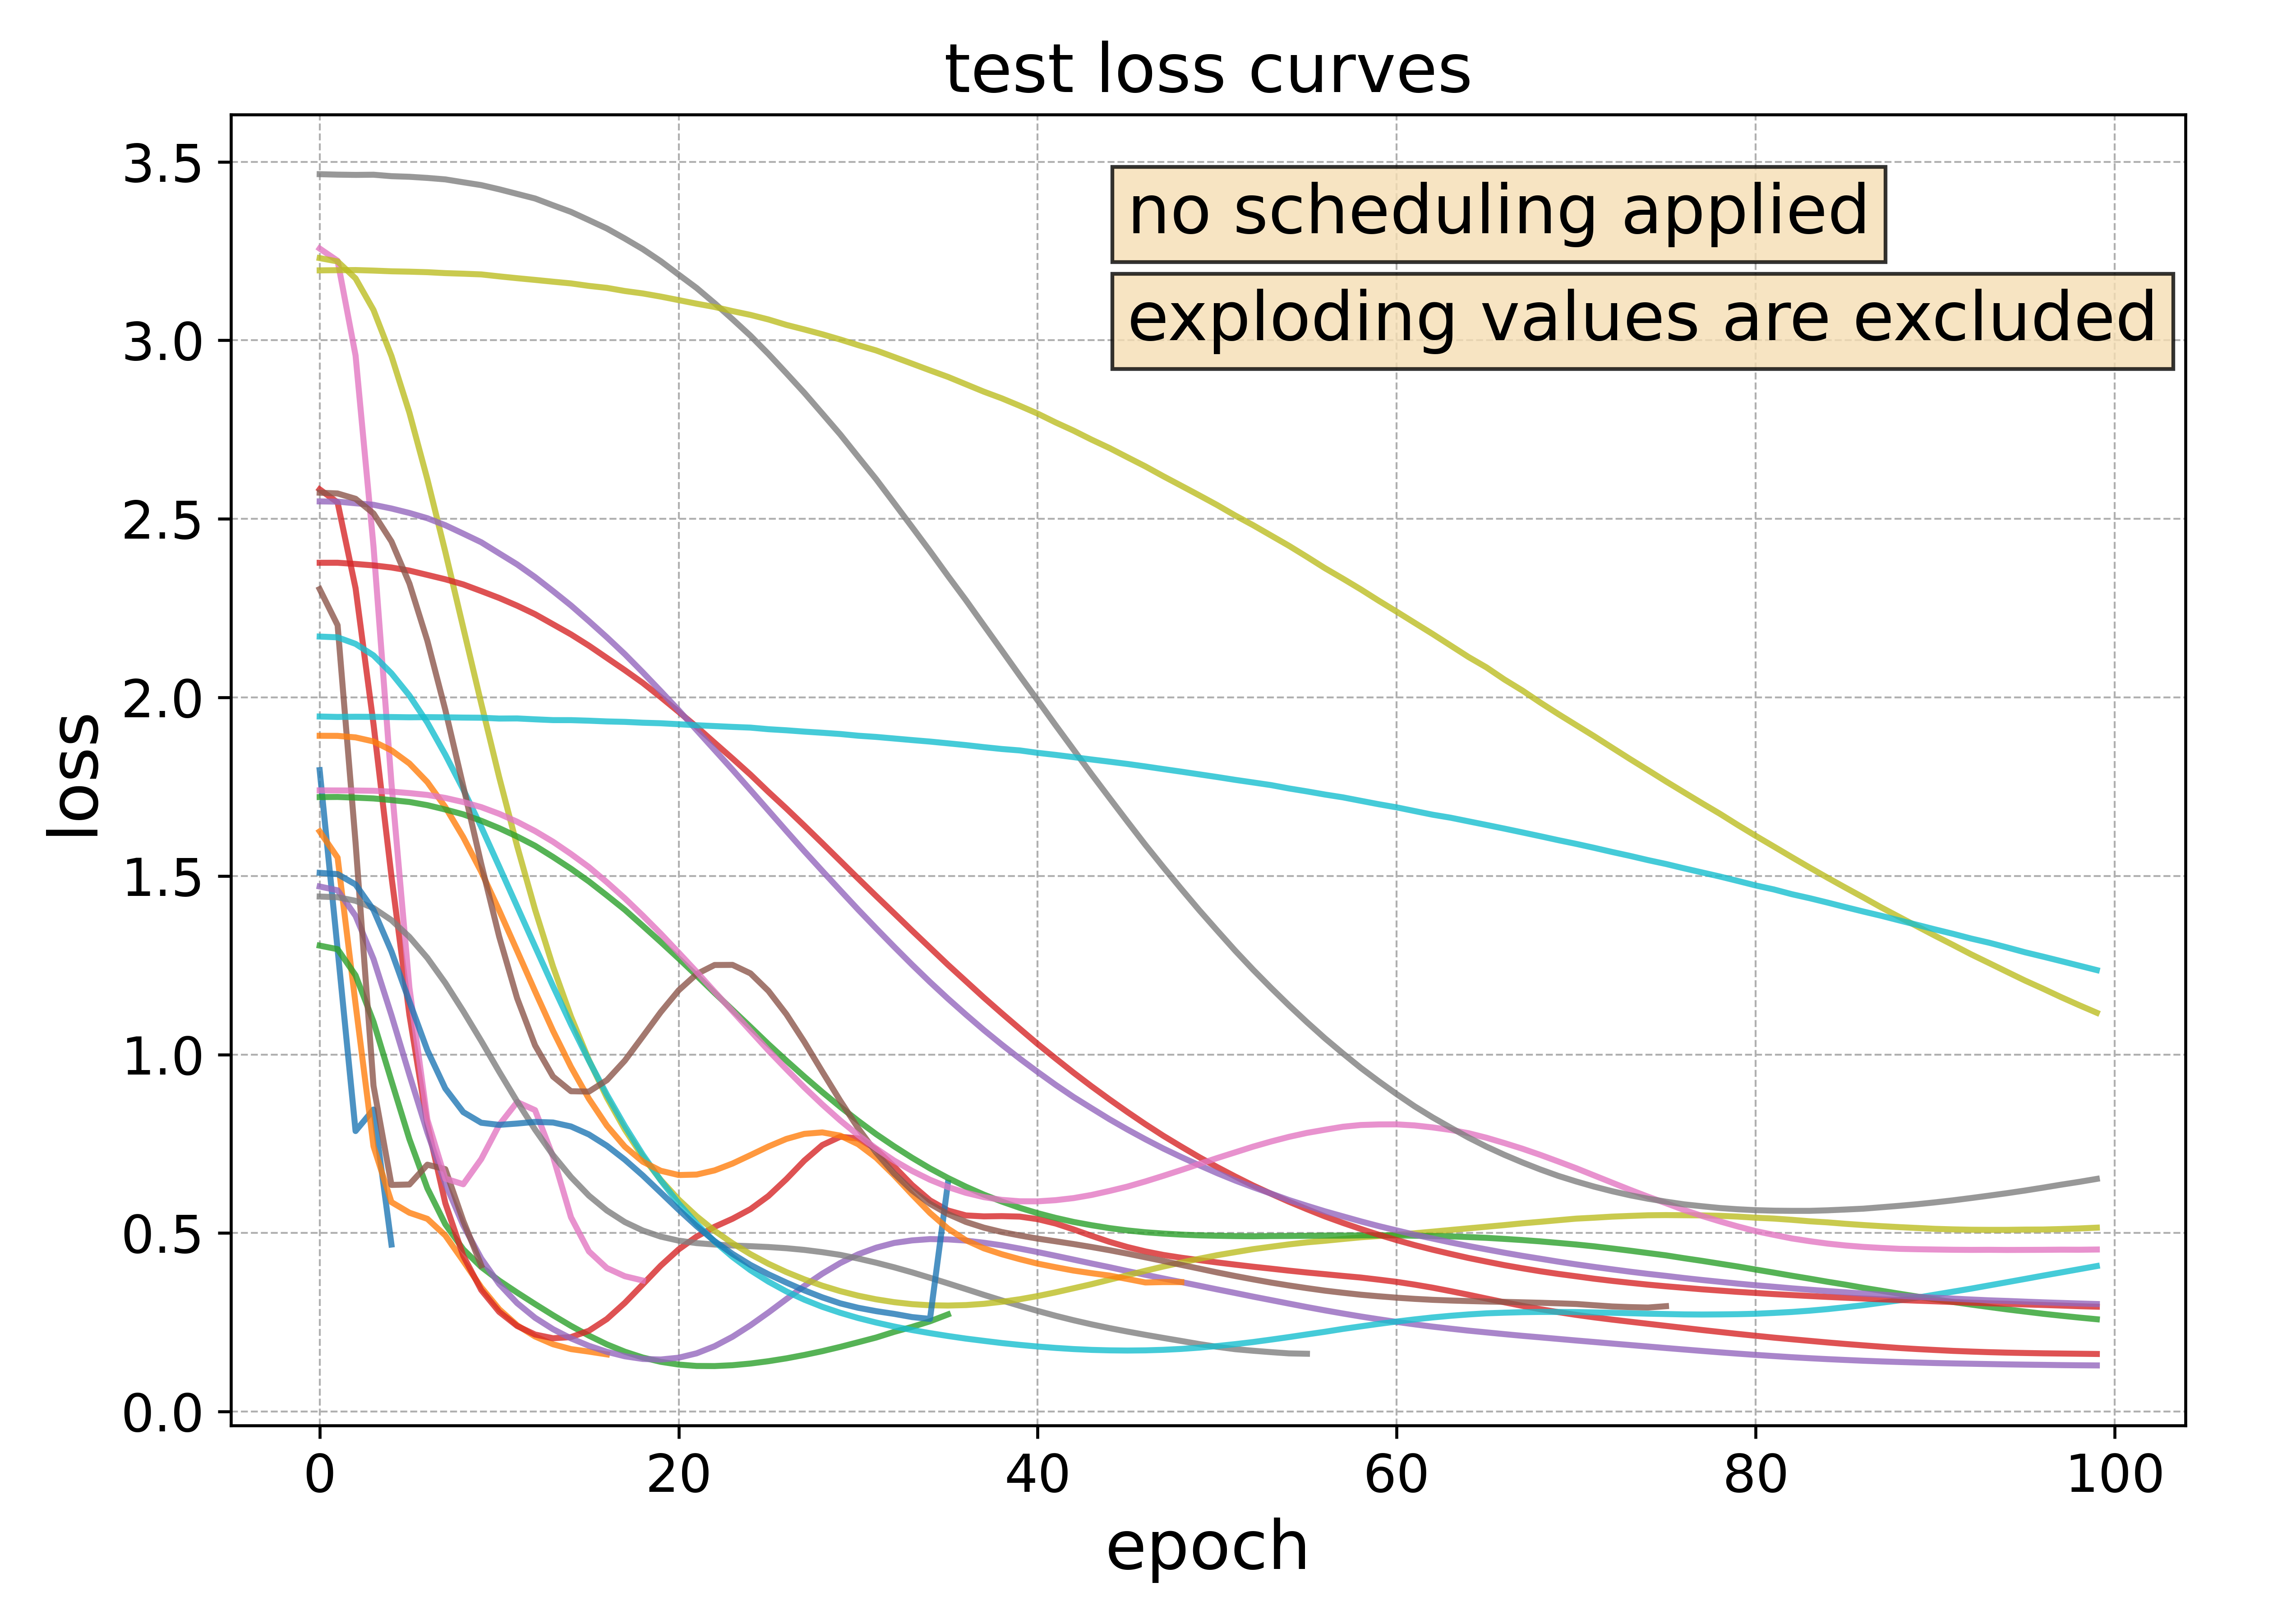 test loss curves
no scheduling applied
exploding values are excluded
loss
3.5
3.0
2.5
2.0
1.5
1.0
0.5
0.0
0 20 40 60 80 100
epoch